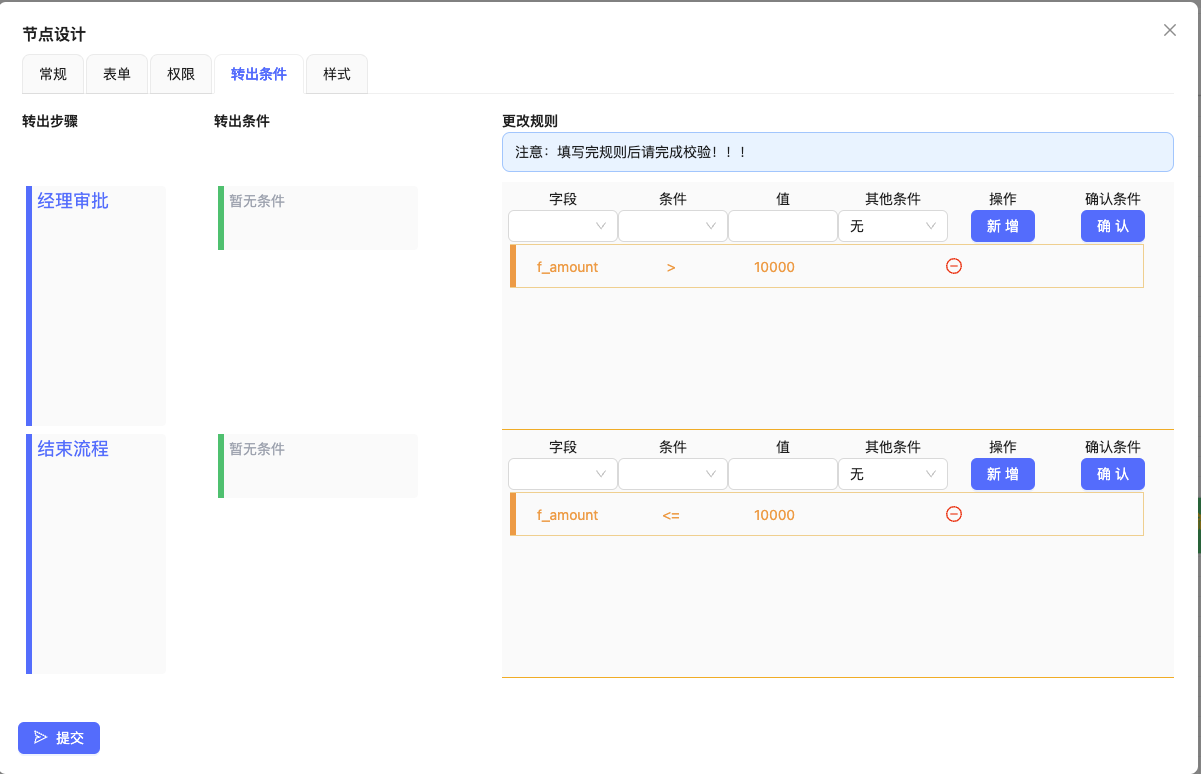 节点设计
常规 表单 权限 转出条件 样式
转出步骤 转出条件 更改规则
注意：填写完规则后请完成校验！！！
经理审批 暂无条件
字段 条件 值 其他条件 操作 确认条件
无 新增 确认
f_amount > 10000
结束流程 暂无条件
字段 条件 值 其他条件 操作 确认条件
无 新增 确认
f_amount <= 10000
提交